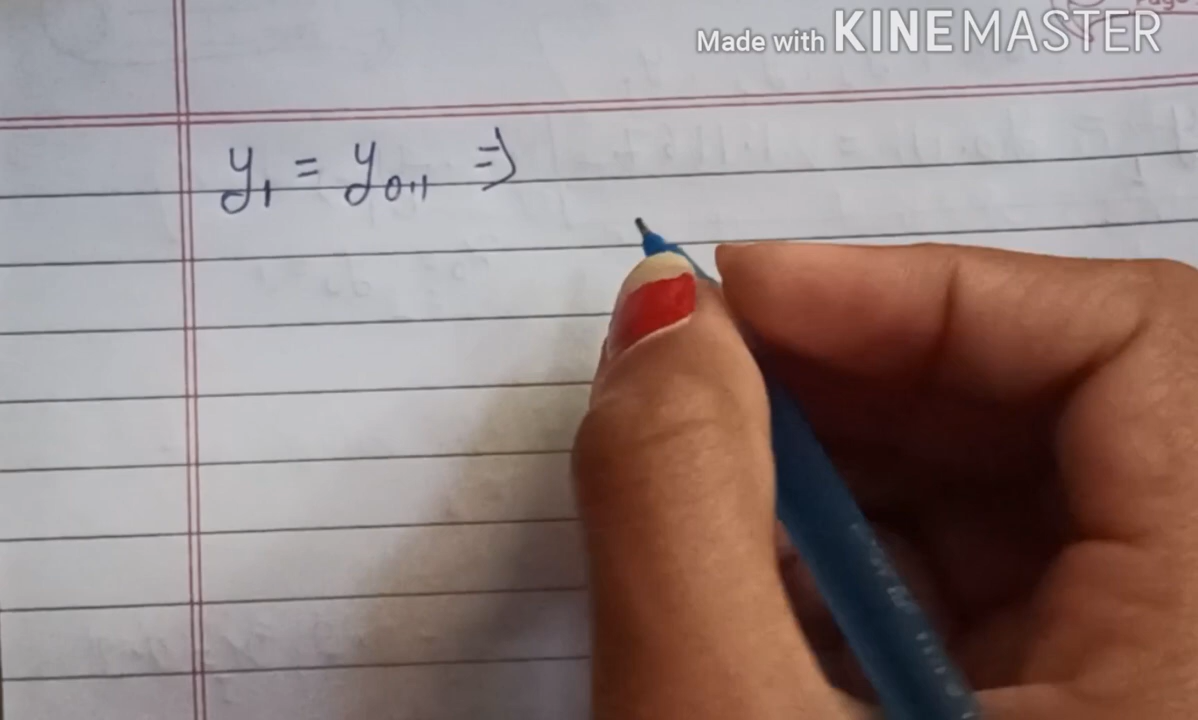 Made with KINEMASTER
y₁ = y₀.₁ ⇒